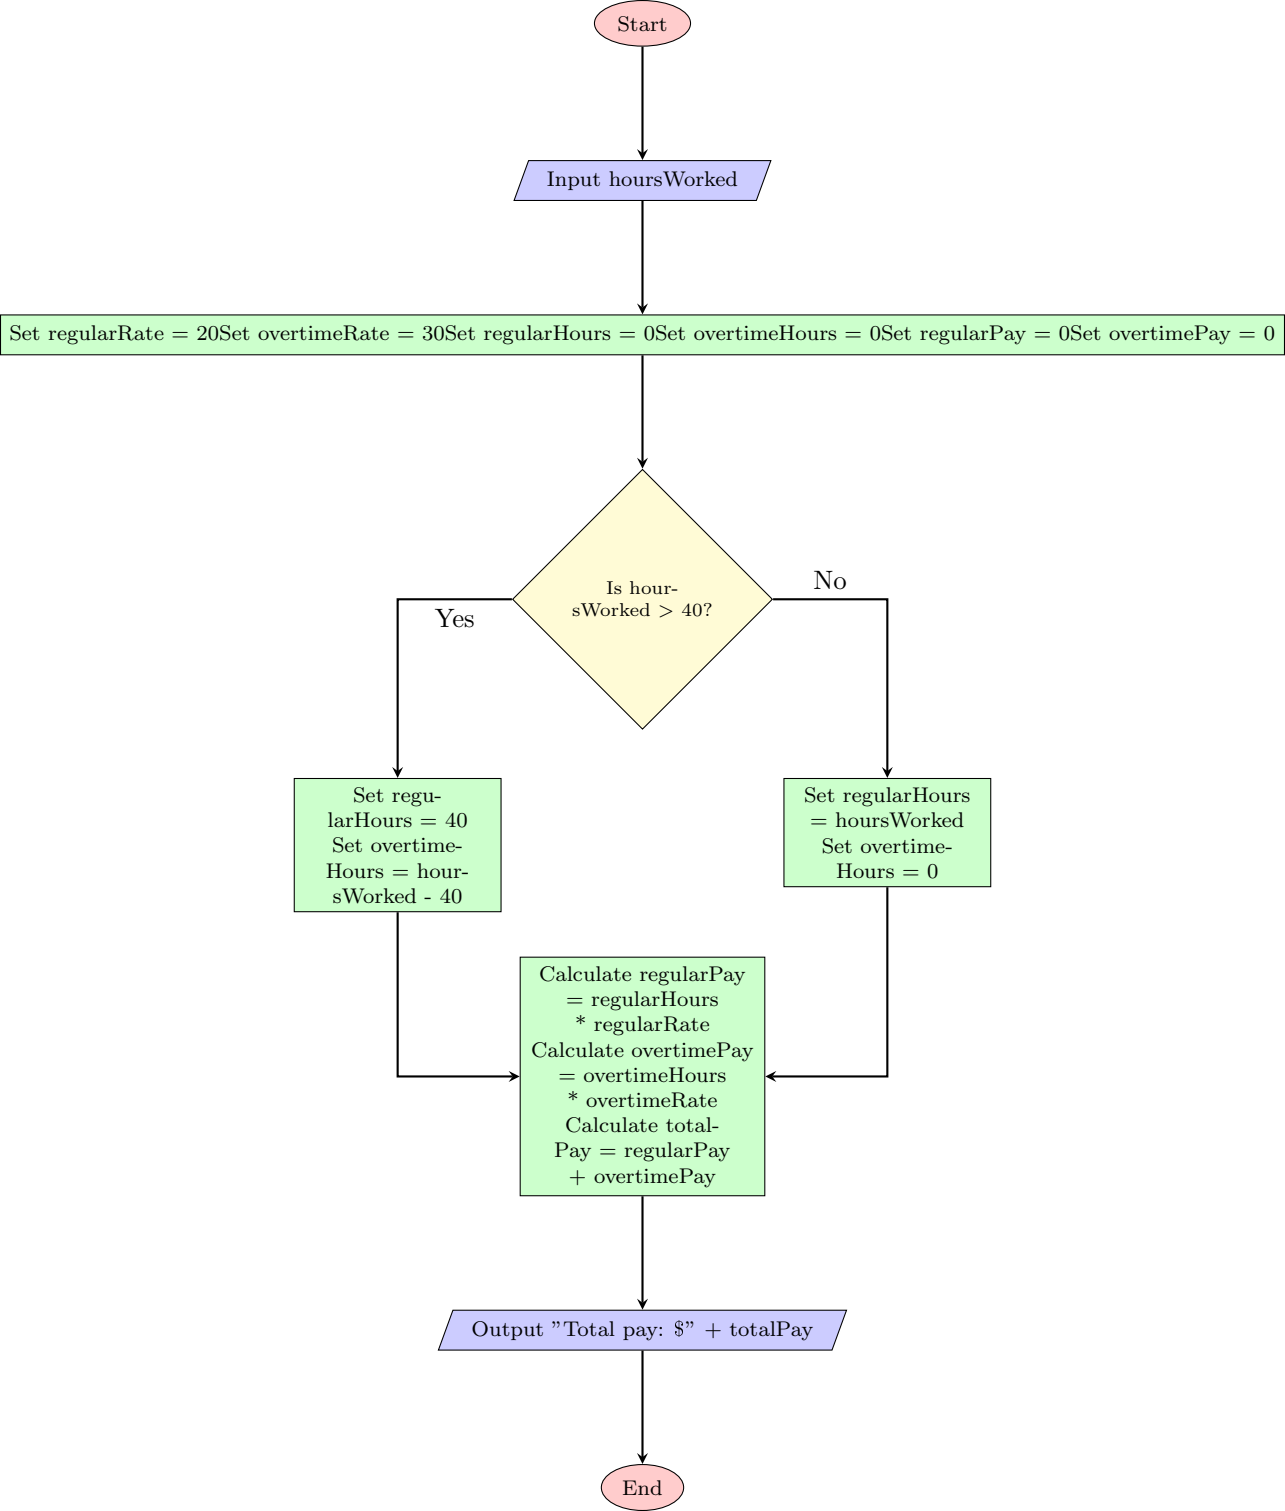 Start
Input hoursWorked
Set regularRate = 20Set overtimeRate = 30Set regularHours = 0Set overtimeHours = 0Set regularPay = 0Set overtimePay = 0
Is hour-
sWorked > 40?
Yes
No
Set regu-
larHours = 40
Set overtime-
Hours = hour-
sWorked - 40
Set regularHours
= hoursWorked
Set overtime-
Hours = 0
Calculate regularPay
= regularHours
* regularRate
Calculate overtimePay
= overtimeHours
* overtimeRate
Calculate total-
Pay = regularPay
+ overtimePay
Output ”Total pay: $” + totalPay
End